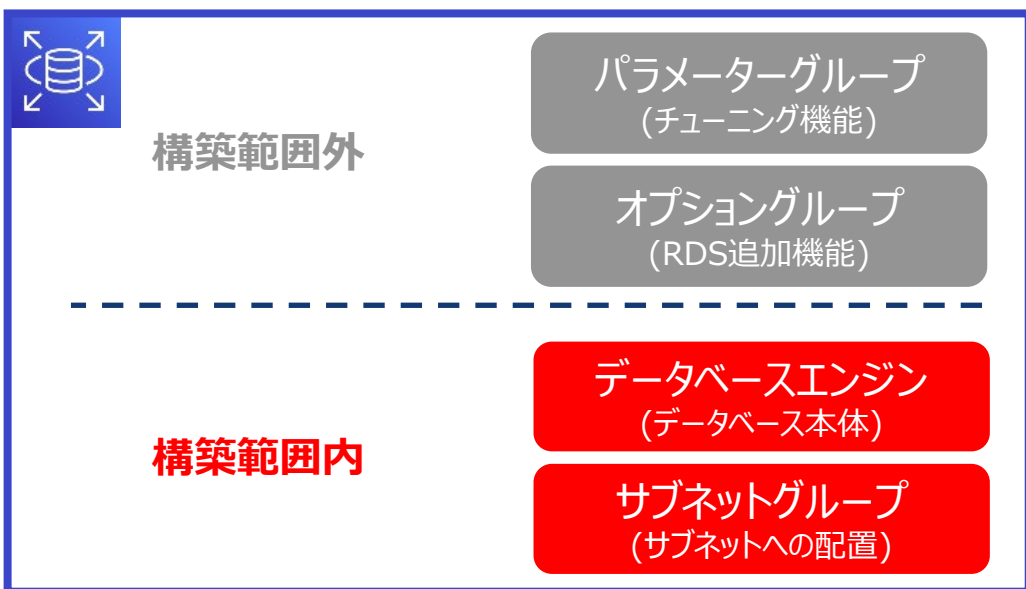 パラメーターグループ
(チューニング機能)
構築範囲外
オプショングループ
(RDS追加機能)
データベースエンジン
(データベース本体)
構築範囲内
サブネットグループ
(サブネットへの配置)